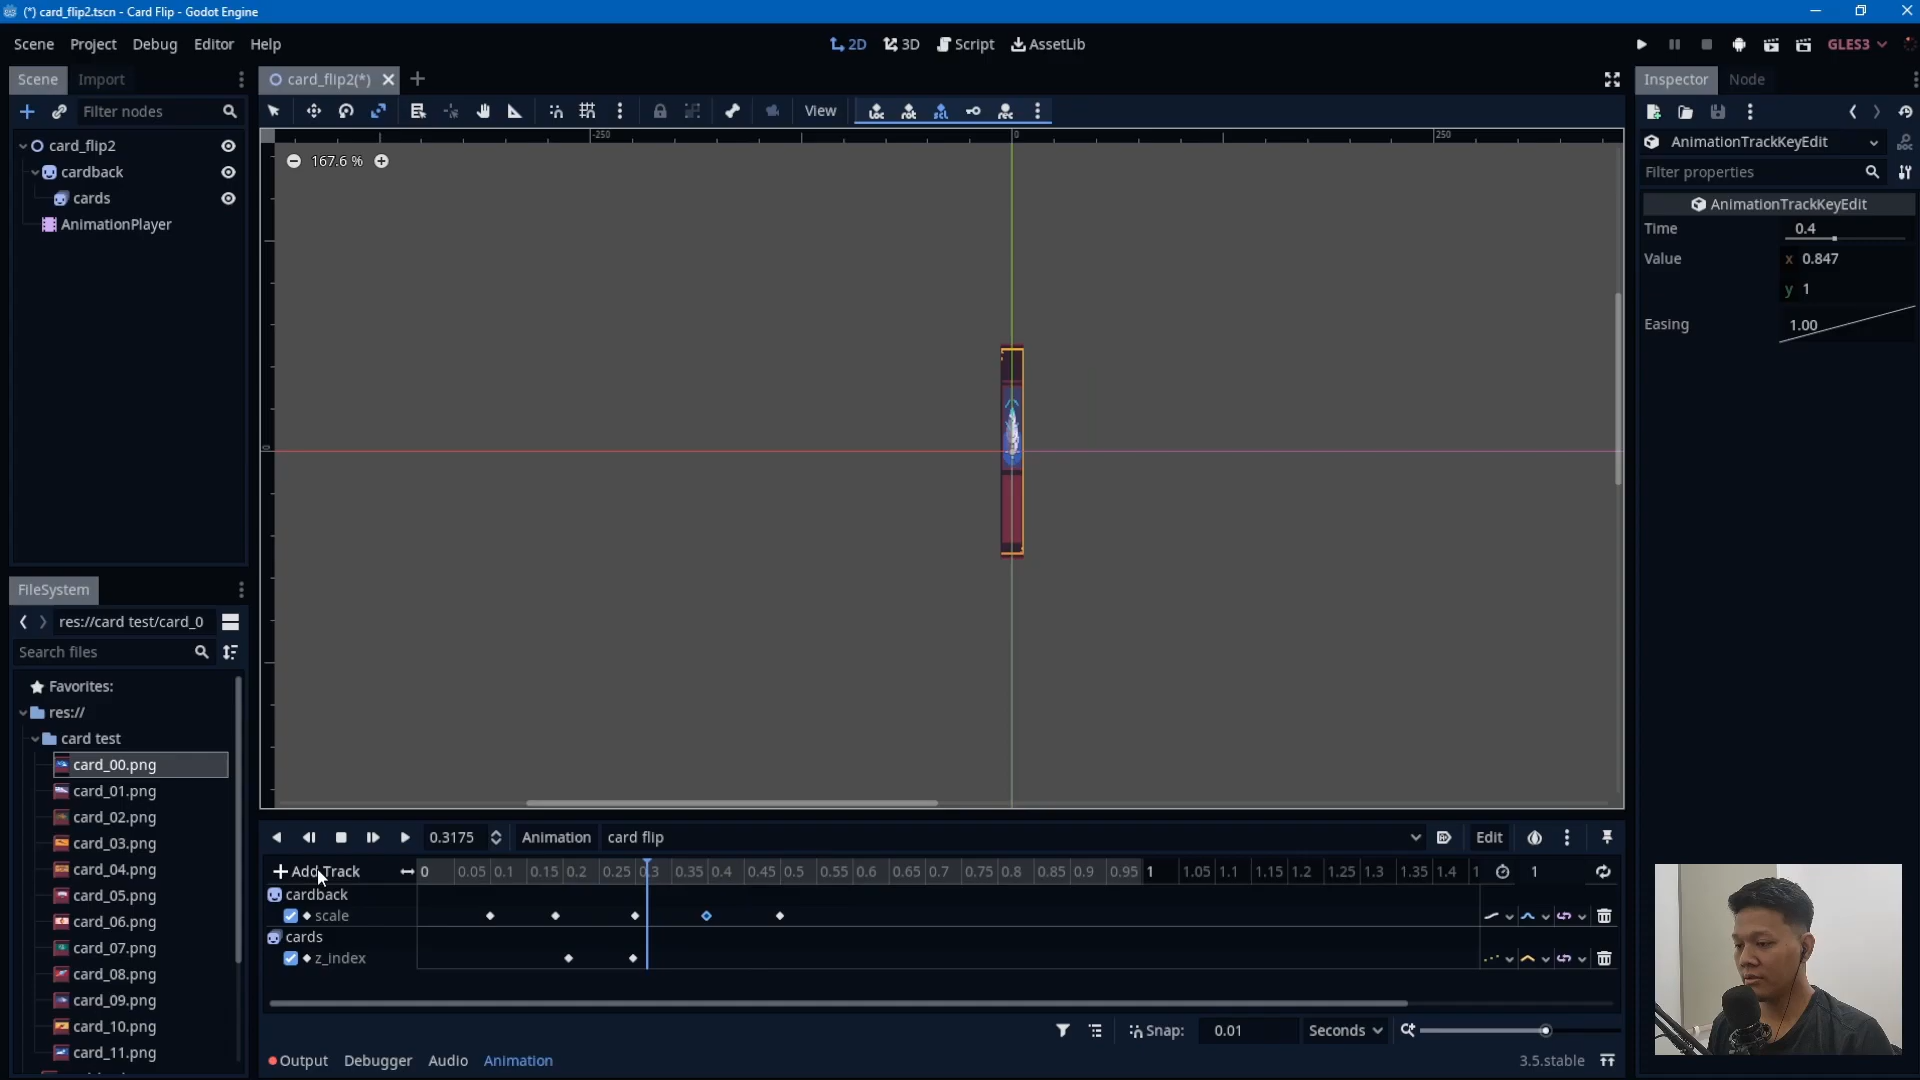 (*) card_flip2.tscn - Card Flip - Godot Engine
Scene Project Debug Editor Help
2D 3D Script AssetLib
GLES3
Scene Import
card_flip2(*)
Inspector Node
Filter nodes
View
card_flip2
cardback
cards
AnimationPlayer
-250 0 250
0
167.6 %
AnimationTrackKeyEdit
DOC
Filter properties
AnimationTrackKeyEdit
Time 0.4
Value x 0.847
y 1
Easing 1.00
FileSystem
res://card test/card_0
Search files
Favorites:
res://
card test
card_00.png
card_01.png
card_02.png
card_03.png
card_04.png
card_05.png
card_06.png
card_07.png
card_08.png
card_09.png
card_10.png
card_11.png
0.3175 Animation card flip Edit
Add Track 0 0.05 0.1 0.15 0.2 0.25 0.3 0.35 0.4 0.45 0.5 0.55 0.6 0.65 0.7 0.75 0.8 0.85 0.9 0.95 1 1.05 1.1 1.15 1.2 1.25 1.3 1.35 1.4 1 1
cardback
scale
cards
z_index
Snap: 0.01 Seconds
Output Debugger Audio Animation 3.5.stable